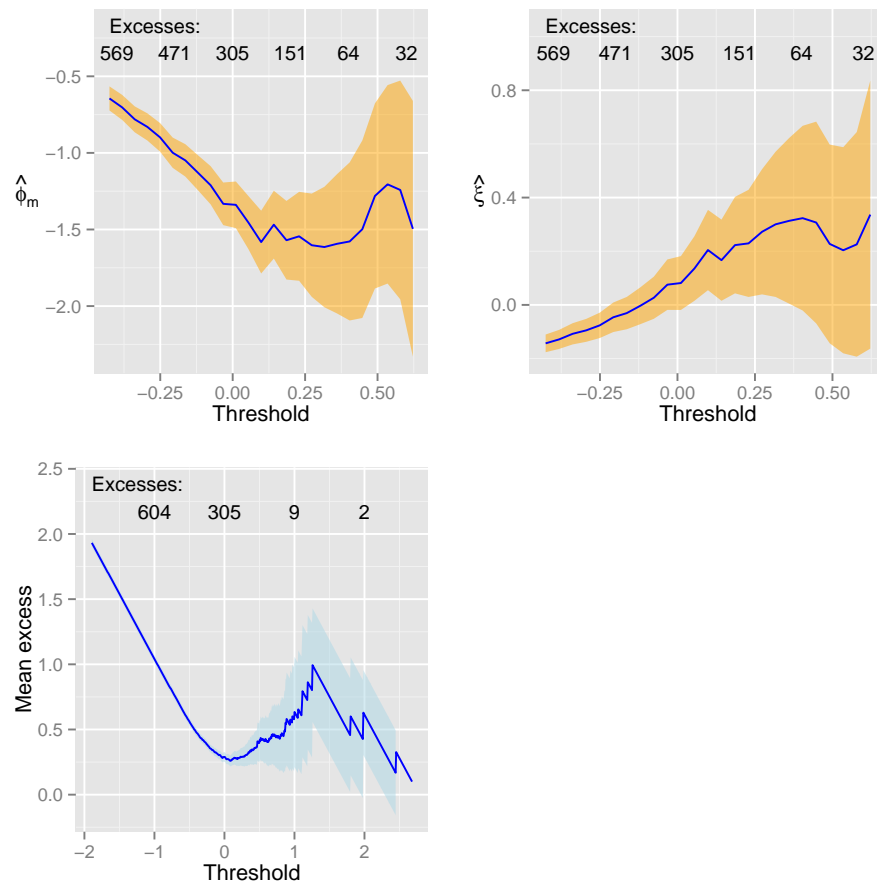 Excesses:
569 471 305 151 64 32
−0.5
−1.0
−1.5
−2.0
ϕ̂m
−0.25 0.00 0.25 0.50
Threshold
Excesses:
569 471 305 151 64 32
0.8
0.4
0.0
ξ̂
−0.25 0.00 0.25 0.50
Threshold
Excesses:
604 305 9 2
2.5
2.0
1.5
1.0
0.5
0.0
Mean excess
−2 −1 0 1 2
Threshold